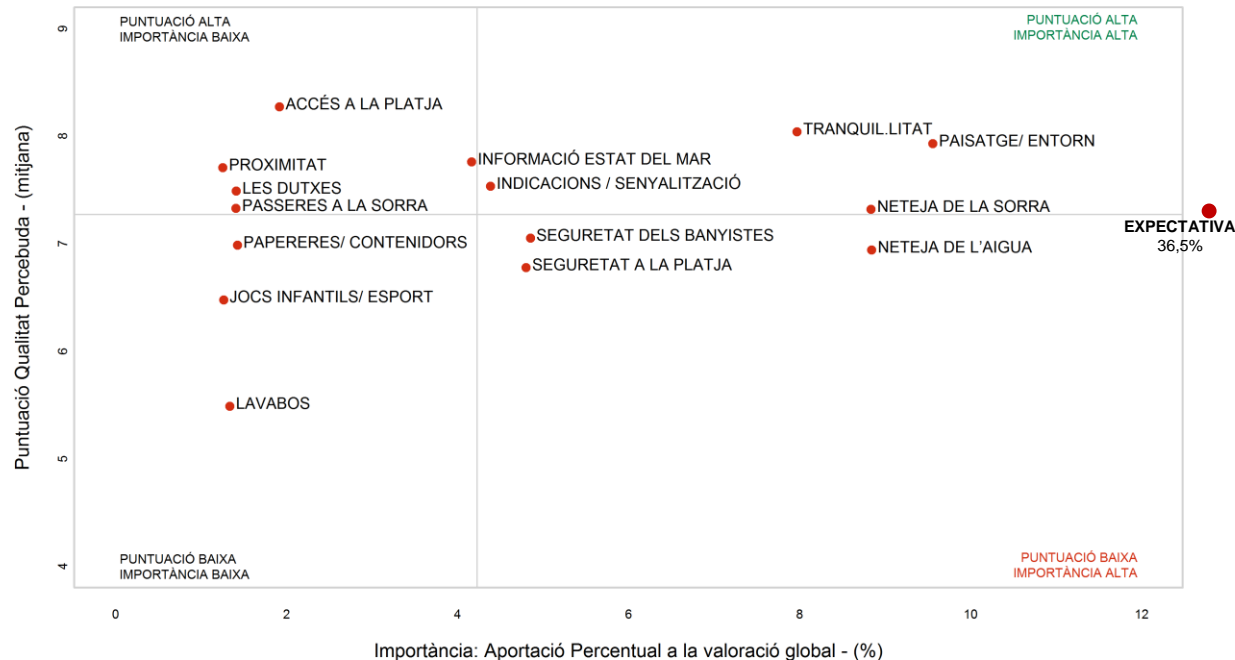 PUNTUACIÓ ALTA
IMPORTÀNCIA BAIXA
PUNTUACIÓ ALTA
IMPORTÀNCIA ALTA
9
8
7
6
5
4
Puntuació Qualitat Percebuda - (mitjana)
ACCÉS A LA PLATJA
TRANQUIL.LITAT
PAISATGE/ ENTORN
PROXIMITAT
INFORMACIÓ ESTAT DEL MAR
LES DUTXES
INDICACIONS / SENYALITZACIÓ
PASSERES A LA SORRA
NETEJA DE LA SORRA
EXPECTATIVA
36,5%
PAPERERES/ CONTENIDORS
SEGURETAT DELS BANYISTES
NETEJA DE L'AIGUA
SEGURETAT A LA PLATJA
JOCS INFANTILS/ ESPORT
LAVABOS
PUNTUACIÓ BAIXA
IMPORTÀNCIA BAIXA
PUNTUACIÓ BAIXA
IMPORTÀNCIA ALTA
0 2 4 6 8 10 12
Importància: Aportació Percentual a la valoració global - (%)